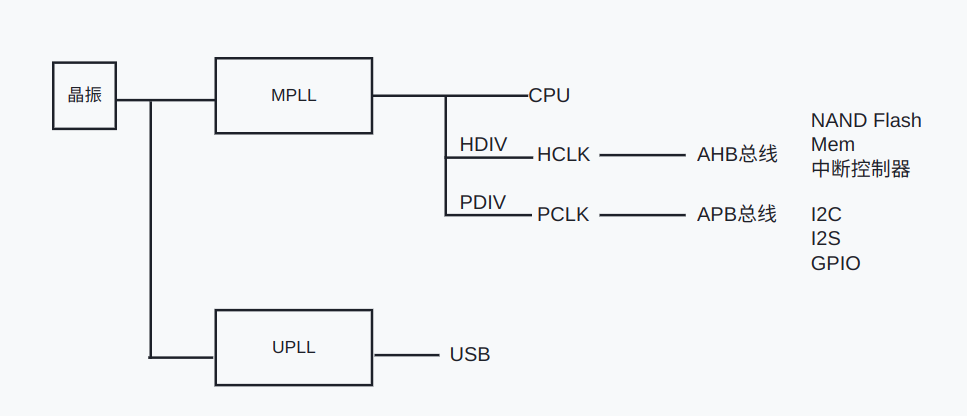 晶振
MPLL
CPU
HDIV
HCLK
AHB总线
NAND Flash
Mem
中断控制器
PDIV
PCLK
APB总线
I2C
I2S
GPIO
UPLL
USB